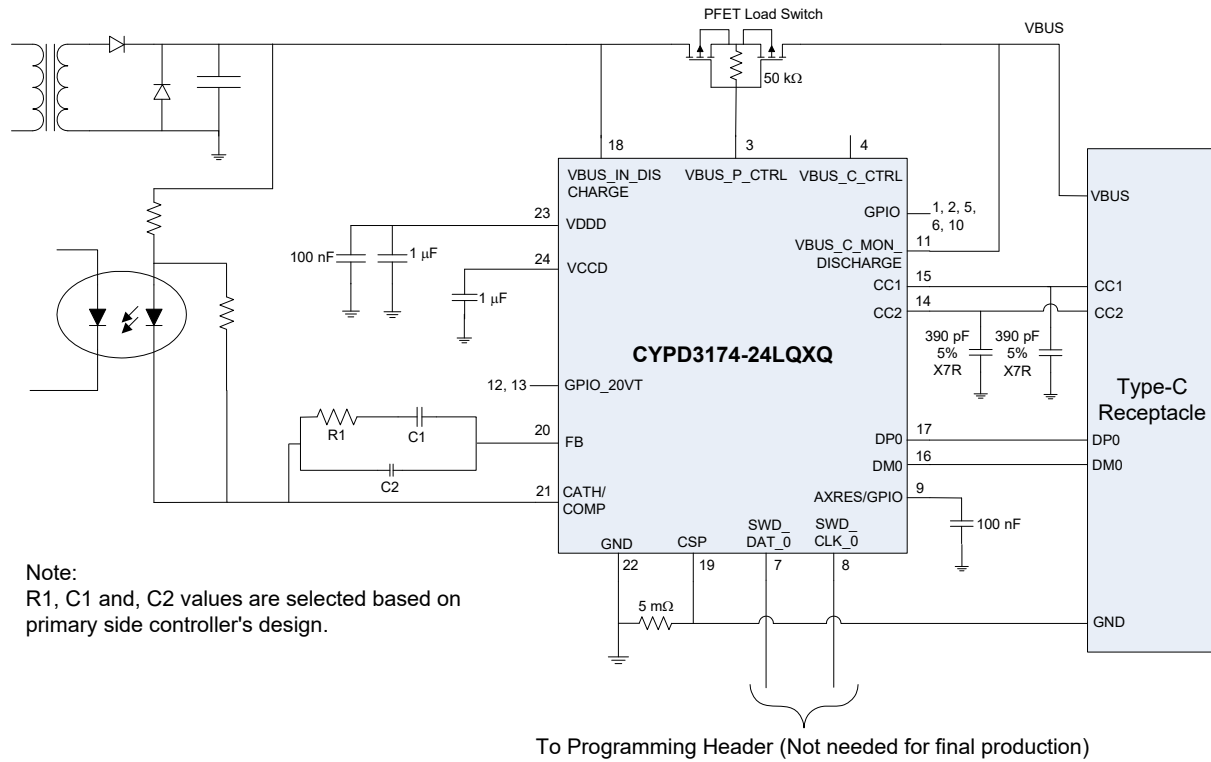 PFET Load Switch
VBUS
50 kΩ
18
3
4
VBUS_IN_DIS
CHARGE
VBUS_P_CTRL
VBUS_C_CTRL
GPIO
1, 2, 5,
6, 10
VBUS
23
VDDD
VBUS_C_MON_
DISCHARGE
11
100 nF
1 µF
24
VCCD
15
CC1
CC1
1 µF
14
CC2
CC2
CYPD3174-24LQXQ
390 pF
5%
X7R
390 pF
5%
X7R
12, 13
GPIO_20VT
Type-C
Receptacle
R1
C1
20
FB
17
DP0
DP0
16
DM0
DM0
C2
21
CATH/
COMP
9
AXRES/GPIO
100 nF
GND
CSP
SWD_
DAT_0
SWD_
CLK_0
22
19
7
8
Note:
R1, C1 and, C2 values are selected based on
primary side controller's design.
5 mΩ
GND
To Programming Header (Not needed for final production)